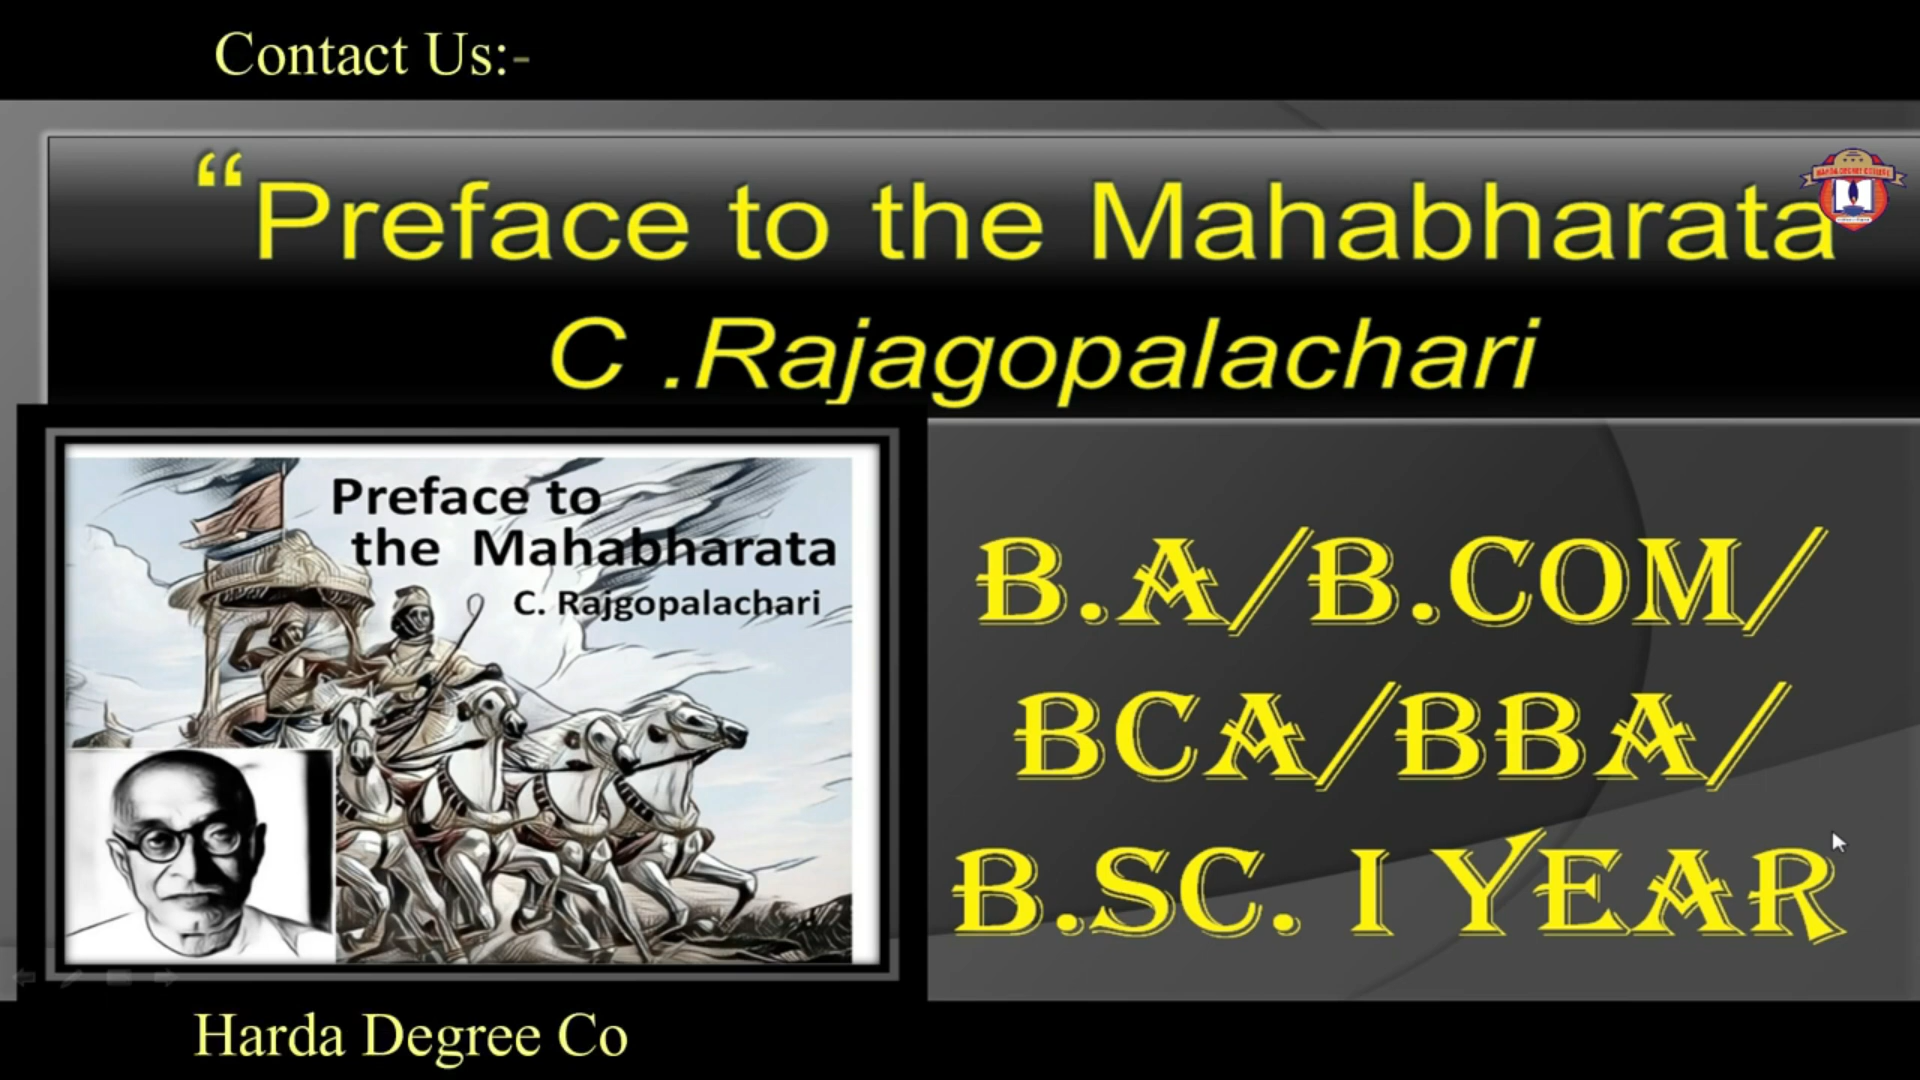 Contact Us:-
“Preface to the Mahabharata
C .Rajagopalachari
Preface to
the Mahabharata
C. Rajgopalachari
B.A/B.COM/
BCA/BBA/
B.SC. I YEAR
Harda Degree Co